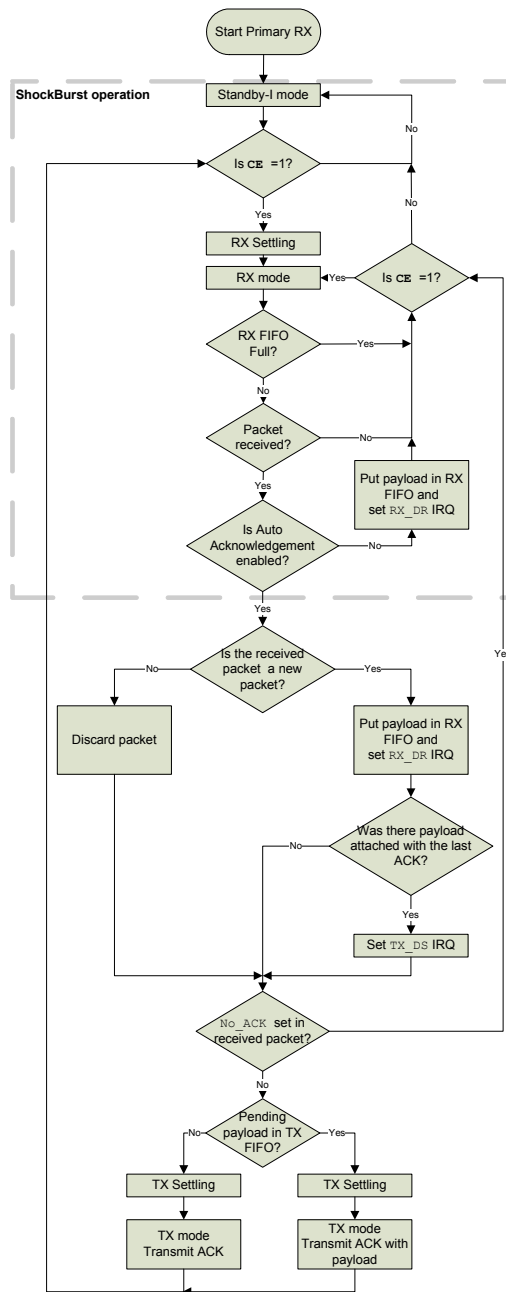 Start Primary RX
ShockBurst operation
Standby-I mode
No
Is CE =1?
No
Yes
RX Settling
RX mode
Yes
Is CE =1?
RX FIFO
Full?
Yes
No
Packet
received?
No
Put payload in RX
FIFO and
set RX_DR IRQ
Yes
Is Auto
Acknowledgement
enabled?
No
Yes
Is the received
packet a new
packet?
No
Yes
Ye
Discard packet
Put payload in RX
FIFO and
set RX_DR IRQ
Was there payload
attached with the last
ACK?
No
Yes
Set TX_DS IRQ
No_ACK set in
received packet?
No
Pending
payload in TX
FIFO?
No
Yes
TX Settling
TX Settling
TX mode
Transmit ACK
TX mode
Transmit ACK with
payload